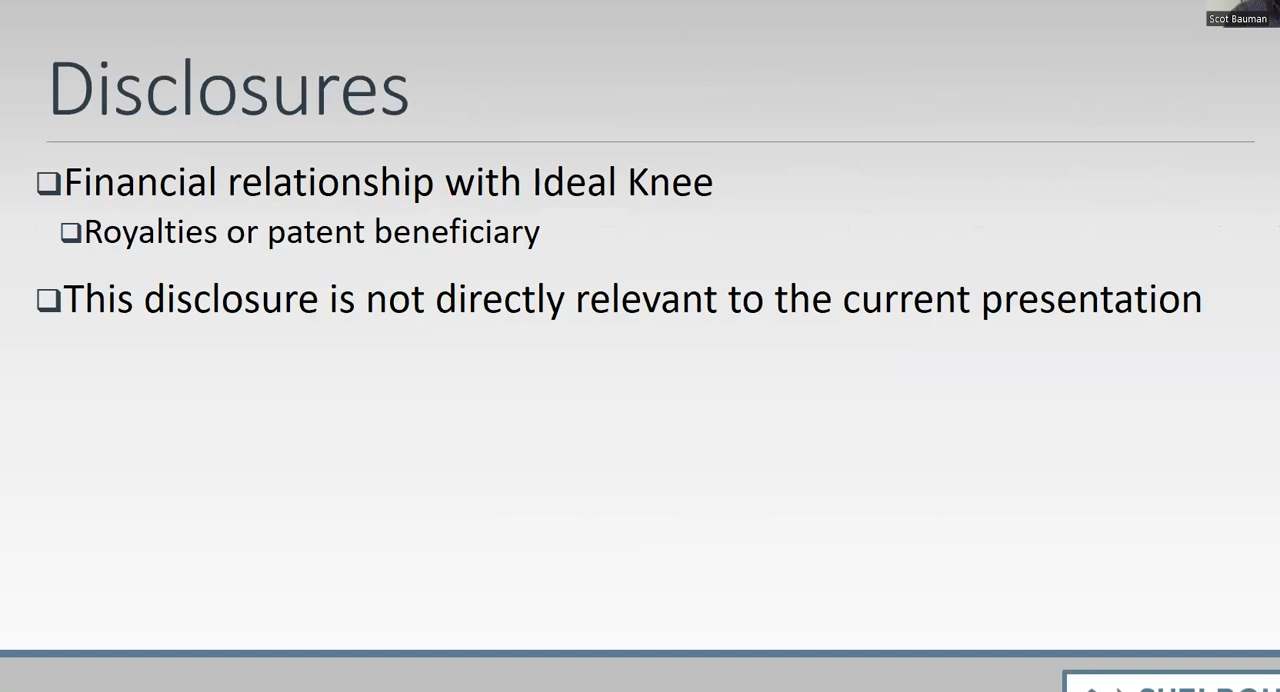 Scot Bauman
Disclosures
Financial relationship with Ideal Knee
Royalties or patent beneficiary
This disclosure is not directly relevant to the current presentation